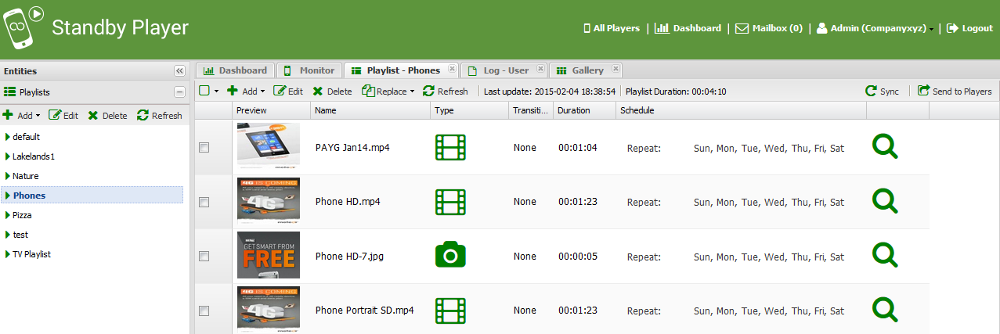 Standby Player
All Players | Dashboard | Mailbox (0) | Admin (Companyxyz) | Logout
Entities
Dashboard Monitor Playlist - Phones Log - User Gallery
Playlists
Add Edit Delete Replace Refresh Last update: 2015-02-04 18:38:54 Playlist Duration: 00:04:10 Sync Send to Players
Add Edit Delete Refresh
Preview Name Type Transiti... Duration Schedule
default
Lakelands1
Nature
Phones
Pizza
test
TV Playlist
PAYG Jan14.mp4 None 00:01:04 Repeat: Sun, Mon, Tue, Wed, Thu, Fri, Sat
4G IS COMING
4G
Phone HD.mp4 None 00:01:23 Repeat: Sun, Mon, Tue, Wed, Thu, Fri, Sat
GET SMART FROM
FREE
Phone HD-7.jpg None 00:00:05 Repeat: Sun, Mon, Tue, Wed, Thu, Fri, Sat
4G IS COMING
4G
Phone Portrait SD.mp4 None 00:01:23 Repeat: Sun, Mon, Tue, Wed, Thu, Fri, Sat